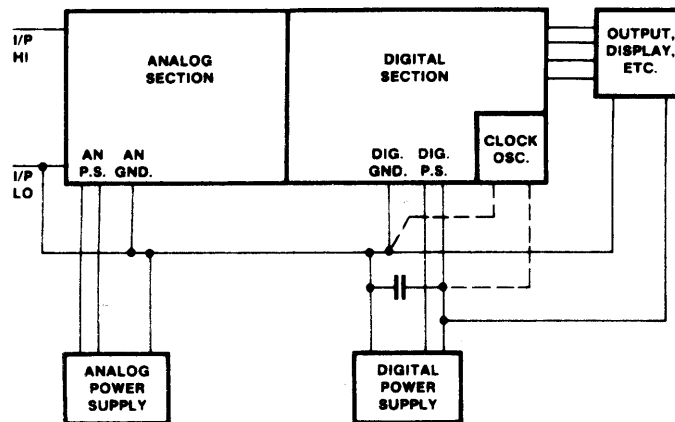 I/P
HI
ANALOG
SECTION
DIGITAL
SECTION
OUTPUT,
DISPLAY,
ETC.
CLOCK
OSC.
I/P
LO
AN
P.S.
AN
GND.
DIG.
GND.
DIG.
P.S.
ANALOG
POWER
SUPPLY
DIGITAL
POWER
SUPPLY